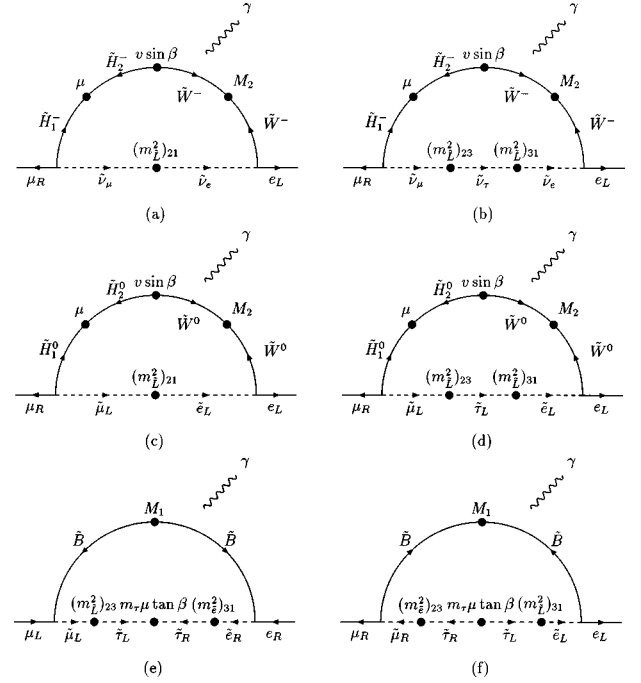 γ
H̃₂⁻ v sin β
μ M₂
W̃⁻
H̃₁⁻ W̃⁻
(m²_L̃)₂₁
μ_R ν̃_μ ν̃_e e_L
(a)
γ
H̃₂⁻ v sin β
μ M₂
W̃⁻
H̃₁⁻ W̃⁻
(m²_L̃)₂₃ (m²_L̃)₃₁
μ_R ν̃_μ ν̃_τ ν̃_e e_L
(b)
γ
H̃₂⁰ v sin β
μ M₂
W̃⁰
H̃₁⁰ W̃⁰
(m²_L̃)₂₁
μ_R μ̃_L ẽ_L e_L
(c)
γ
H̃₂⁰ v sin β
μ M₂
W̃⁰
H̃₁⁰ W̃⁰
(m²_L̃)₂₃ (m²_L̃)₃₁
μ_R μ̃_L τ̃_L ẽ_L e_L
(d)
γ
M₁
B̃ B̃
(m²_L̃)₂₃ m_τ μ tan β (m²_ẽ)₃₁
μ_L μ̃_L τ̃_L τ̃_R ẽ_R e_R
(e)
γ
M₁
B̃ B̃
(m²_ẽ)₂₃ m_τ μ tan β (m²_L̃)₃₁
μ_R μ̃_R τ̃_R τ̃_L ẽ_L e_L
(f)